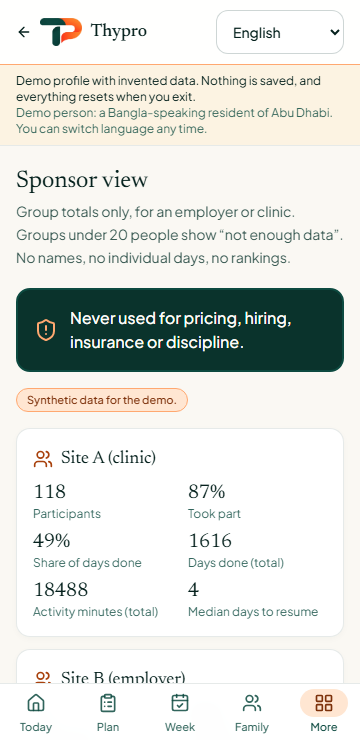 Thypro
English
Demo profile with invented data. Nothing is saved, and
everything resets when you exit.
Demo person: a Bangla-speaking resident of Abu Dhabi.
You can switch language any time.
Sponsor view
Group totals only, for an employer or clinic.
Groups under 20 people show “not enough data”.
No names, no individual days, no rankings.
Never used for pricing, hiring,
insurance or discipline.
Synthetic data for the demo.
Site A (clinic)
118 87%
Participants Took part
49% 1616
Share of days done Days done (total)
18488 4
Activity minutes (total) Median days to resume
Site B (employer)
Today Plan Week Family More